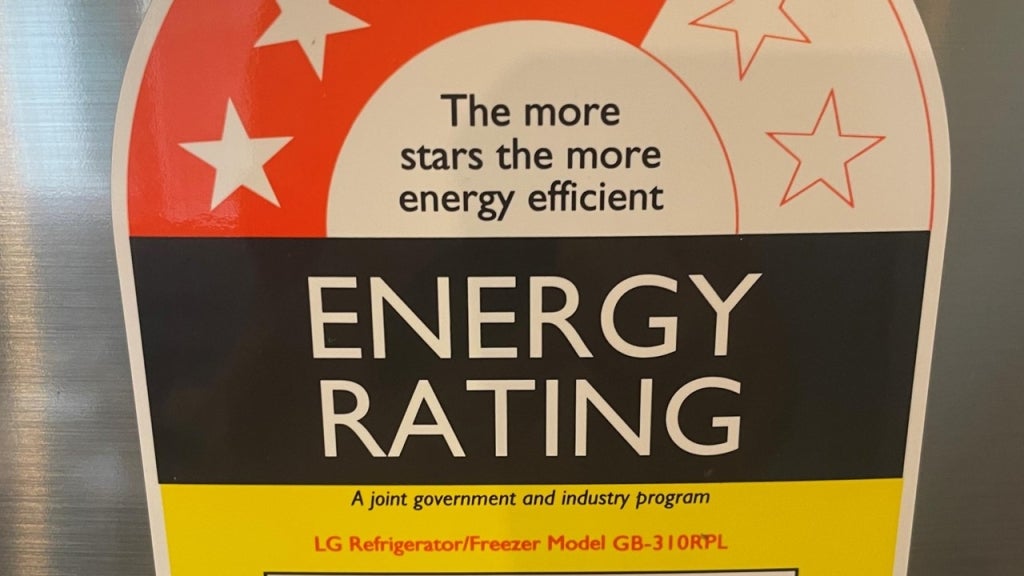 The more
stars the more
energy efficient
ENERGY
RATING
A joint government and industry program
LG Refrigerator/Freezer Model GB-310RPL